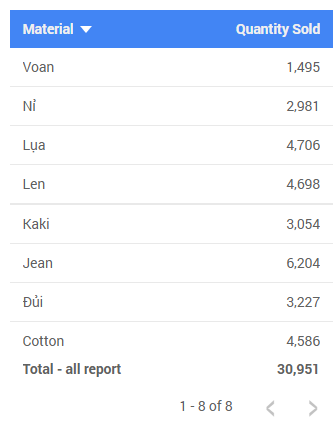 Material Quantity Sold
Voan 1,495
Nỉ 2,981
Lụa 4,706
Len 4,698
Kaki 3,054
Jean 6,204
Đủi 3,227
Cotton 4,586
Total - all report 30,951
1 - 8 of 8